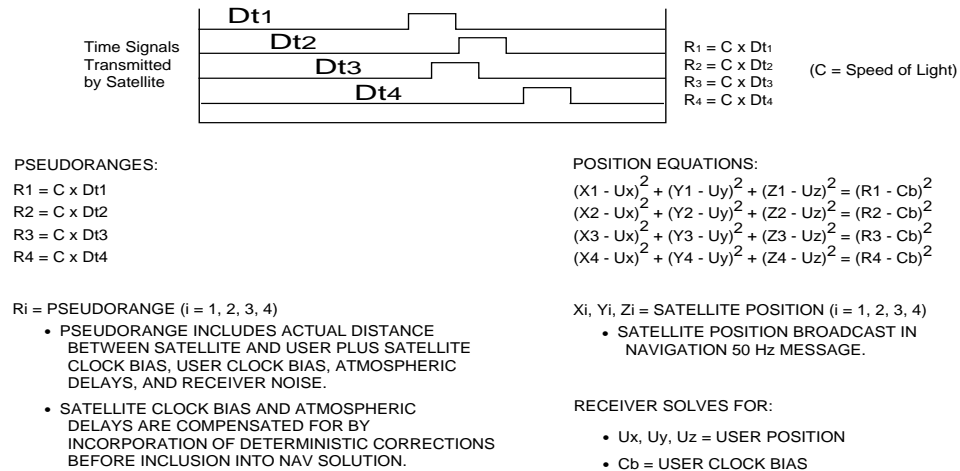 Dt1
Dt2
Dt3
Dt4
Time Signals
Transmitted
by Satellite
R1 = C x Dt1
R2 = C x Dt2
R3 = C x Dt3
R4 = C x Dt4
(C = Speed of Light)
PSEUDORANGES:
R1 = C x Dt1
R2 = C x Dt2
R3 = C x Dt3
R4 = C x Dt4
POSITION EQUATIONS:
(X1 - Ux)² + (Y1 - Uy)² + (Z1 - Uz)² = (R1 - Cb)²
(X2 - Ux)² + (Y2 - Uy)² + (Z2 - Uz)² = (R2 - Cb)²
(X3 - Ux)² + (Y3 - Uy)² + (Z3 - Uz)² = (R3 - Cb)²
(X4 - Ux)² + (Y4 - Uy)² + (Z4 - Uz)² = (R4 - Cb)²
Ri = PSEUDORANGE (i = 1, 2, 3, 4)
• PSEUDORANGE INCLUDES ACTUAL DISTANCE
BETWEEN SATELLITE AND USER PLUS SATELLITE
CLOCK BIAS, USER CLOCK BIAS, ATMOSPHERIC
DELAYS, AND RECEIVER NOISE.
• SATELLITE CLOCK BIAS AND ATMOSPHERIC
DELAYS ARE COMPENSATED FOR BY
INCORPORATION OF DETERMINISTIC CORRECTIONS
BEFORE INCLUSION INTO NAV SOLUTION.
Xi, Yi, Zi = SATELLITE POSITION (i = 1, 2, 3, 4)
• SATELLITE POSITION BROADCAST IN
NAVIGATION 50 Hz MESSAGE.
RECEIVER SOLVES FOR:
• Ux, Uy, Uz = USER POSITION
• Cb = USER CLOCK BIAS